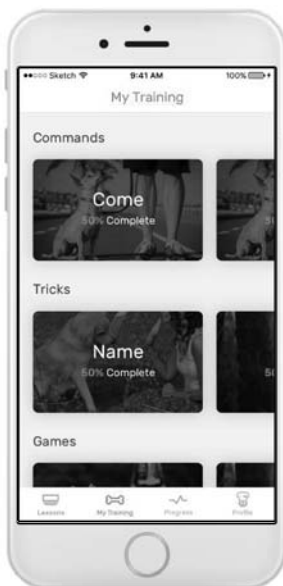 Sketch 9:41 AM 100%
My Training
Commands
Come
50% Complete
Tricks
Name
50% Complete
Games
Lessons My Training Progress Profile